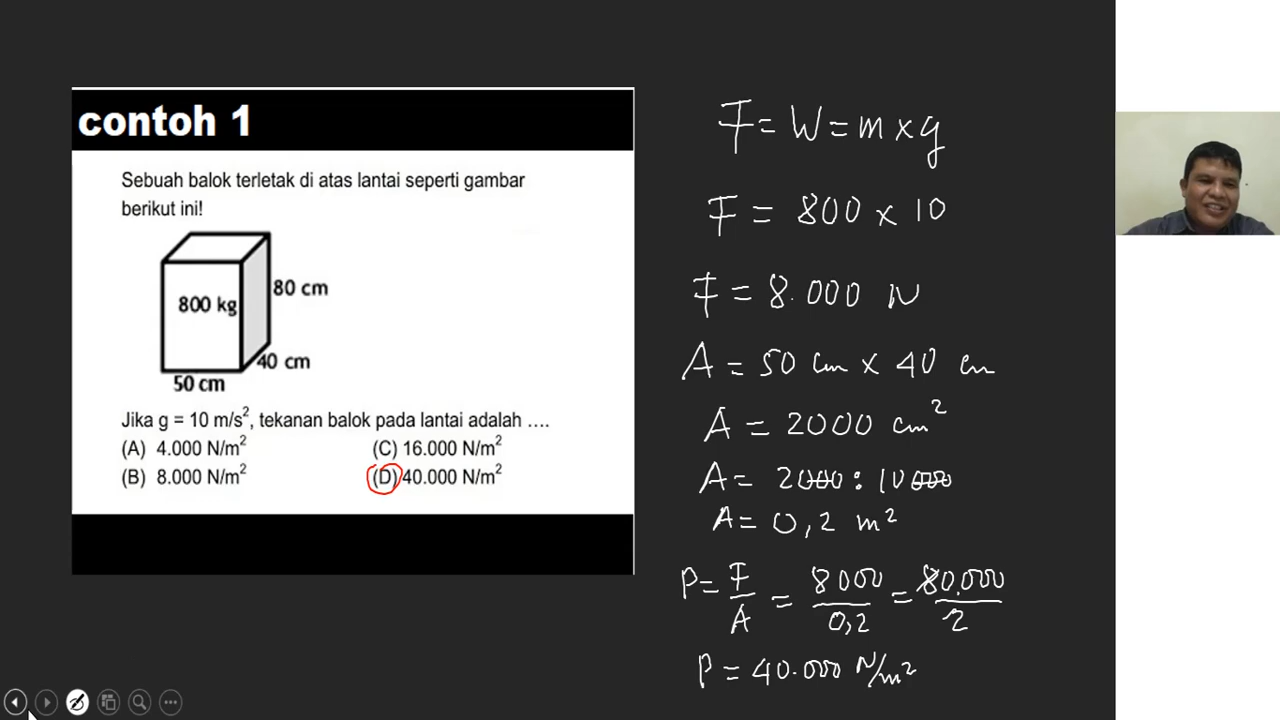 contoh 1
Sebuah balok terletak di atas lantai seperti gambar
berikut ini!
800 kg
80 cm
40 cm
50 cm
Jika g = 10 m/s², tekanan balok pada lantai adalah ....
(A) 4.000 N/m²
(C) 16.000 N/m²
(B) 8.000 N/m²
(D) 40.000 N/m²
F = W = m x g
F = 800 x 10
F = 8.000 N
A = 50 cm x 40 cm
A = 2000 cm²
A = 2000 : 10000
A = 0,2 m²
P = F/A = 8000/0,2 = 80.000/2
P = 40.000 N/m²